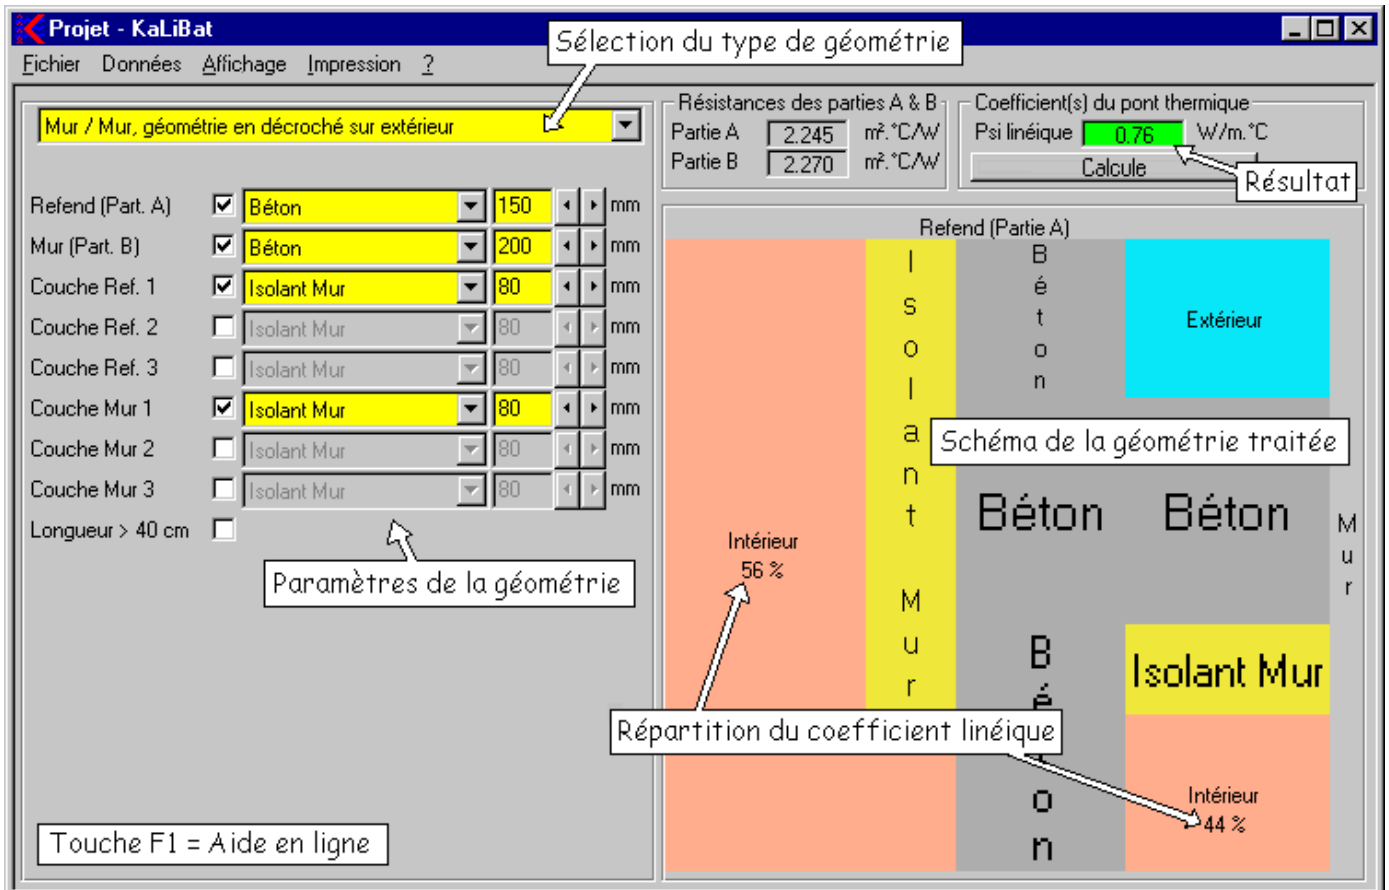 Projet - KaLiBat
Sélection du type de géométrie
Fichier Données Affichage Impression ?
Mur / Mur, géométrie en décroché sur extérieur
Résistances des parties A & B
Partie A 2.245 m².°C/W
Partie B 2.270 m².°C/W
Coefficient(s) du pont thermique
Psi linéique 0.76 W/m.°C
Calcule
Résultat
Refend (Part. A) Béton 150 mm
Mur (Part. B) Béton 200 mm
Couche Ref. 1 Isolant Mur 80 mm
Couche Ref. 2 Isolant Mur 80 mm
Couche Ref. 3 Isolant Mur 80 mm
Couche Mur 1 Isolant Mur 80 mm
Couche Mur 2 Isolant Mur 80 mm
Couche Mur 3 Isolant Mur 80 mm
Longueur > 40 cm
Paramètres de la géométrie
Touche F1 = Aide en ligne
Refend (Partie A)
Isolant Mur
Béton
Extérieur
Schéma de la géométrie traitée
Béton Béton
Mur
Intérieur
56 %
Isolant Mur
Béton
Répartition du coefficient linéique
Intérieur
44 %